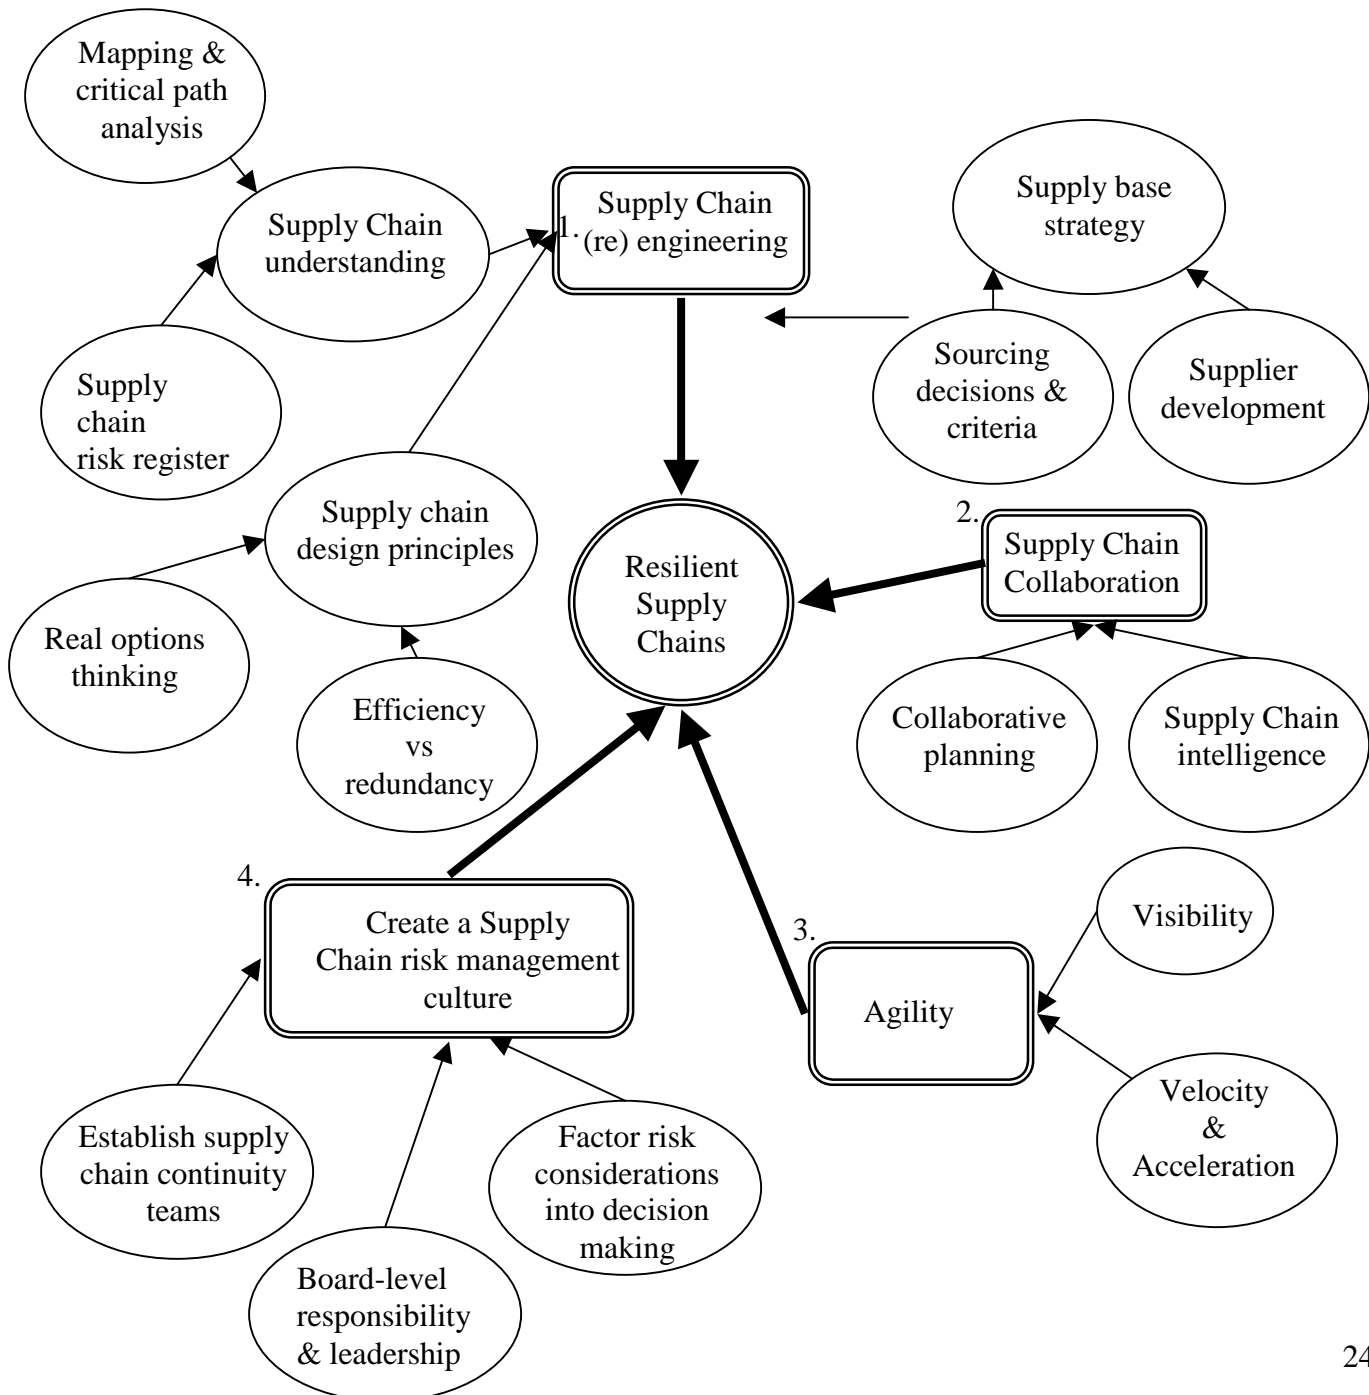 Mapping &
critical path
analysis
Supply Chain
understanding
Supply
chain
risk register
1.
Supply Chain
(re) engineering
Supply base
strategy
Sourcing
decisions &
criteria
Supplier
development
Supply chain
design principles
Real options
thinking
Efficiency
vs
redundancy
Resilient
Supply
Chains
2.
Supply Chain
Collaboration
Collaborative
planning
Supply Chain
intelligence
4.
Create a Supply
Chain risk management
culture
3.
Agility
Visibility
Velocity
&
Acceleration
Establish supply
chain continuity
teams
Board-level
responsibility
& leadership
Factor risk
considerations
into decision
making
24